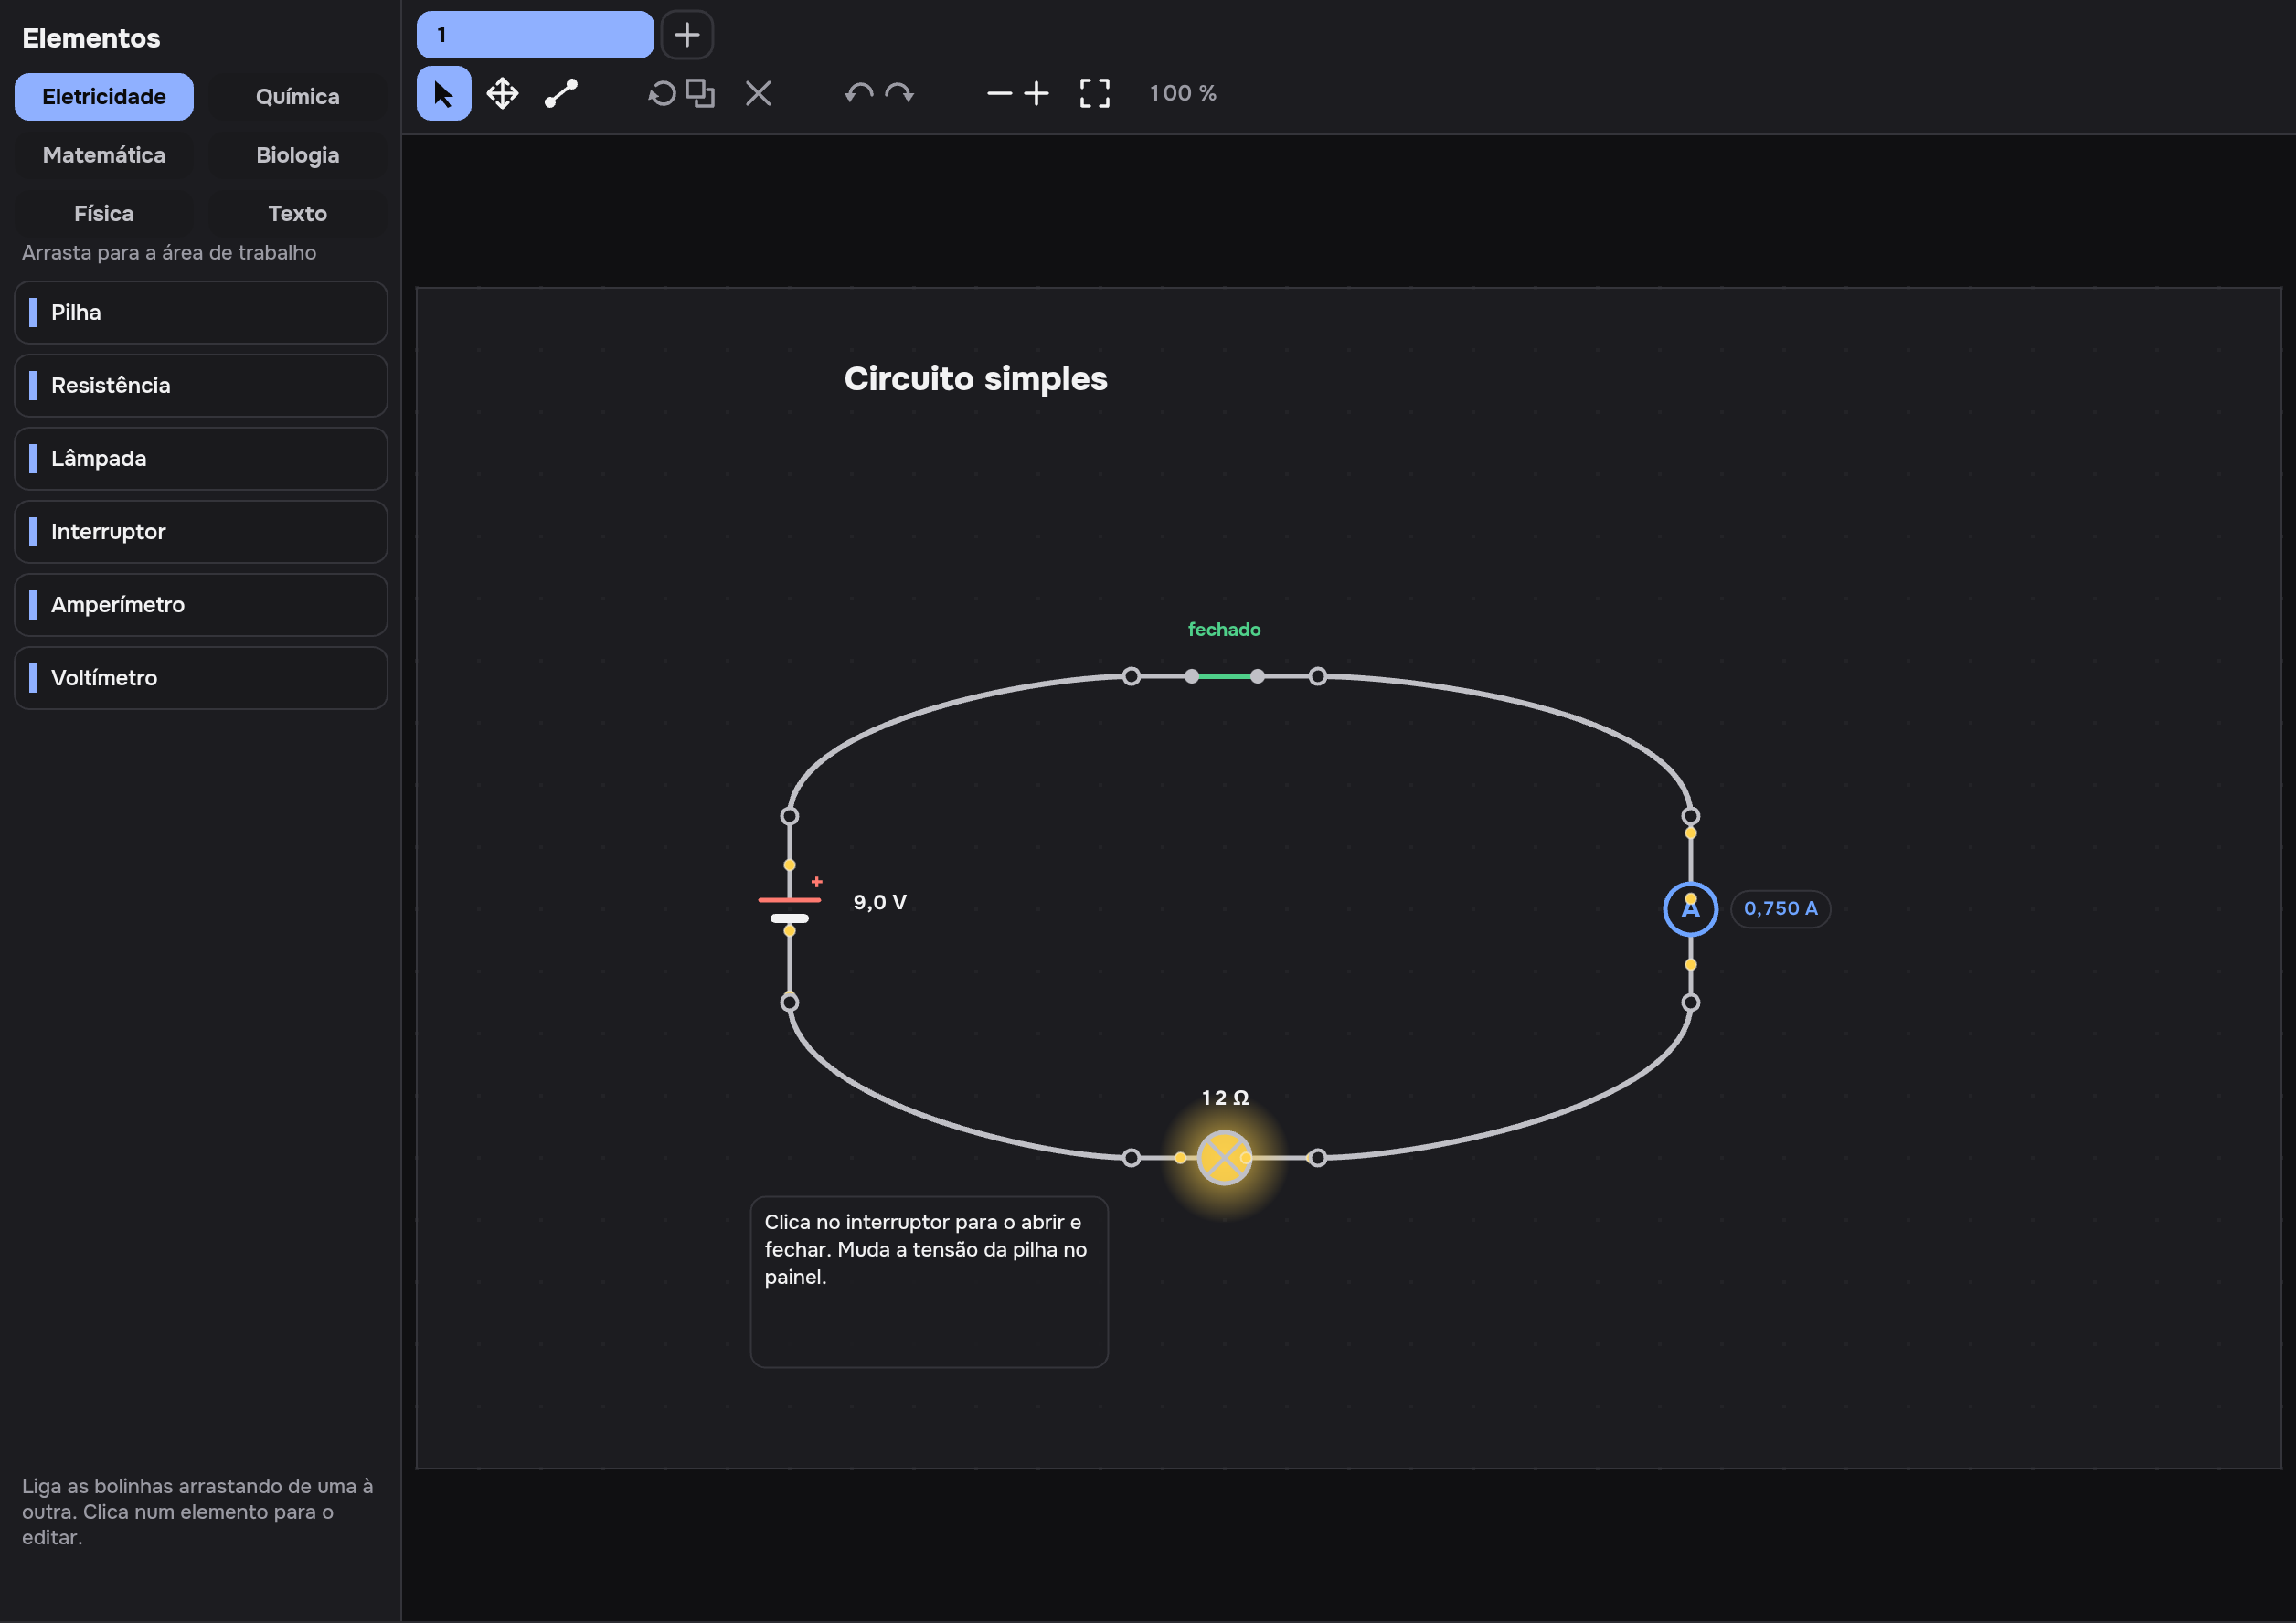 Elementos
Eletricidade
Química
Matemática
Biologia
Física
Texto
Arrasta para a área de trabalho
Pilha
Resistência
Lâmpada
Interruptor
Amperímetro
Voltímetro
Liga as bolinhas arrastando de uma à
outra. Clica num elemento para o
editar.
1
100 %
Circuito simples
fechado
+
9,0 V
A
0,750 A
12 Ω
Clica no interruptor para o abrir e
fechar. Muda a tensão da pilha no
painel.